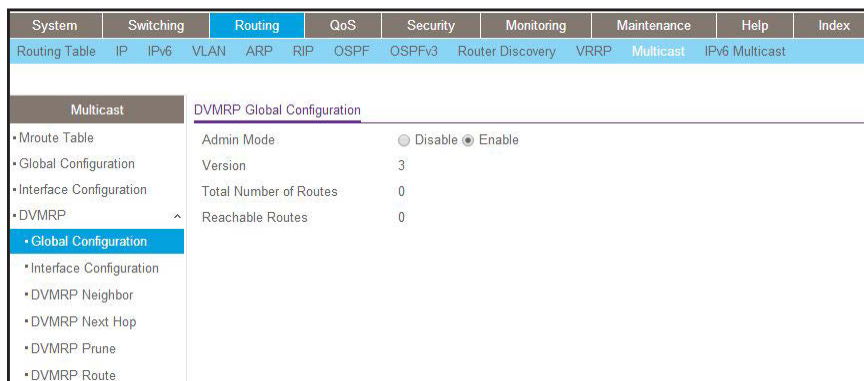 System Switching Routing QoS Security Monitoring Maintenance Help Index
Routing Table IP IPv6 VLAN ARP RIP OSPF OSPFv3 Router Discovery VRRP Multicast IPv6 Multicast
Multicast
Mroute Table
Global Configuration
Interface Configuration
DVMRP
Global Configuration
Interface Configuration
DVMRP Neighbor
DVMRP Next Hop
DVMRP Prune
DVMRP Route
DVMRP Global Configuration
Admin Mode Disable Enable
Version 3
Total Number of Routes 0
Reachable Routes 0